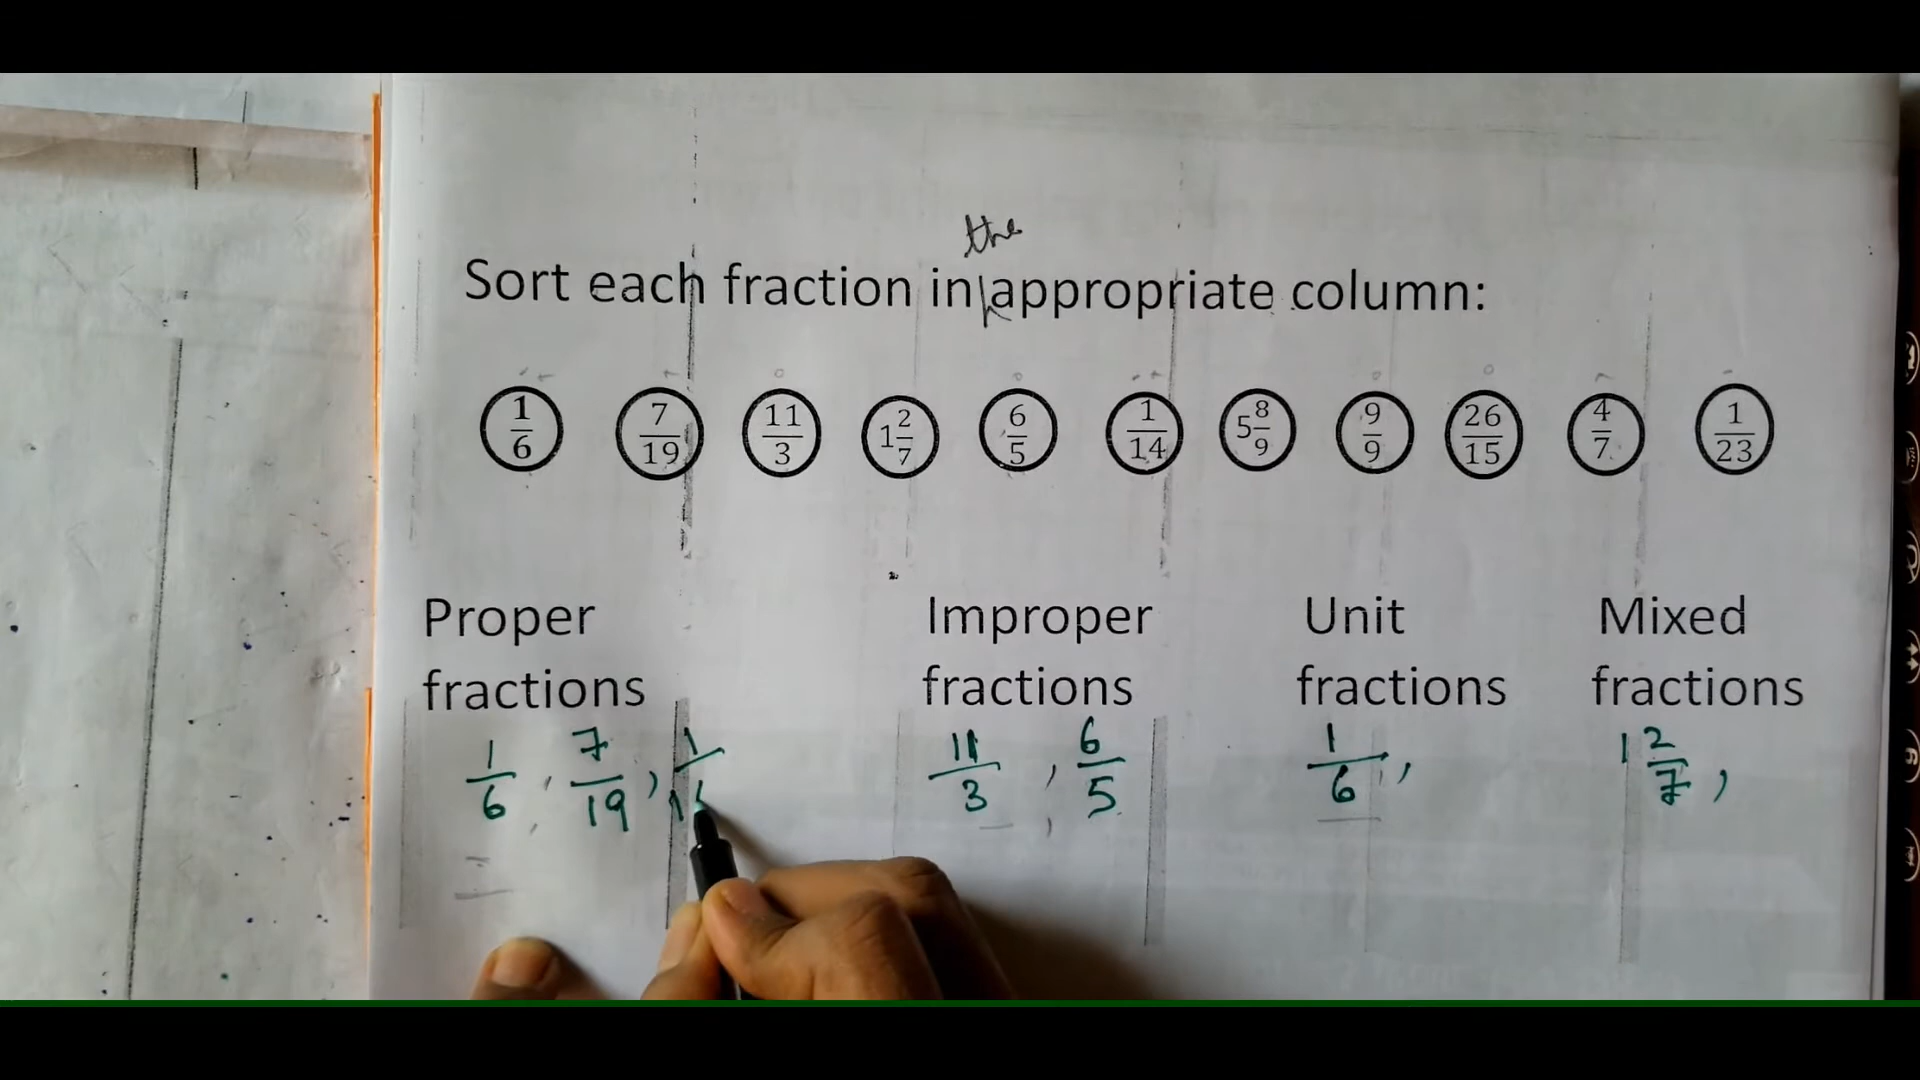 the
Sort each fraction in appropriate column:
1/6 7/19 11/3 1 2/7 6/5 1/14 5 8/9 9/9 26/15 4/7 1/23
Proper fractions Improper fractions Unit fractions Mixed fractions
1/6 , 7/19 , 1/1 11/3 , 6/5 1/6 , 1 2/7 ,